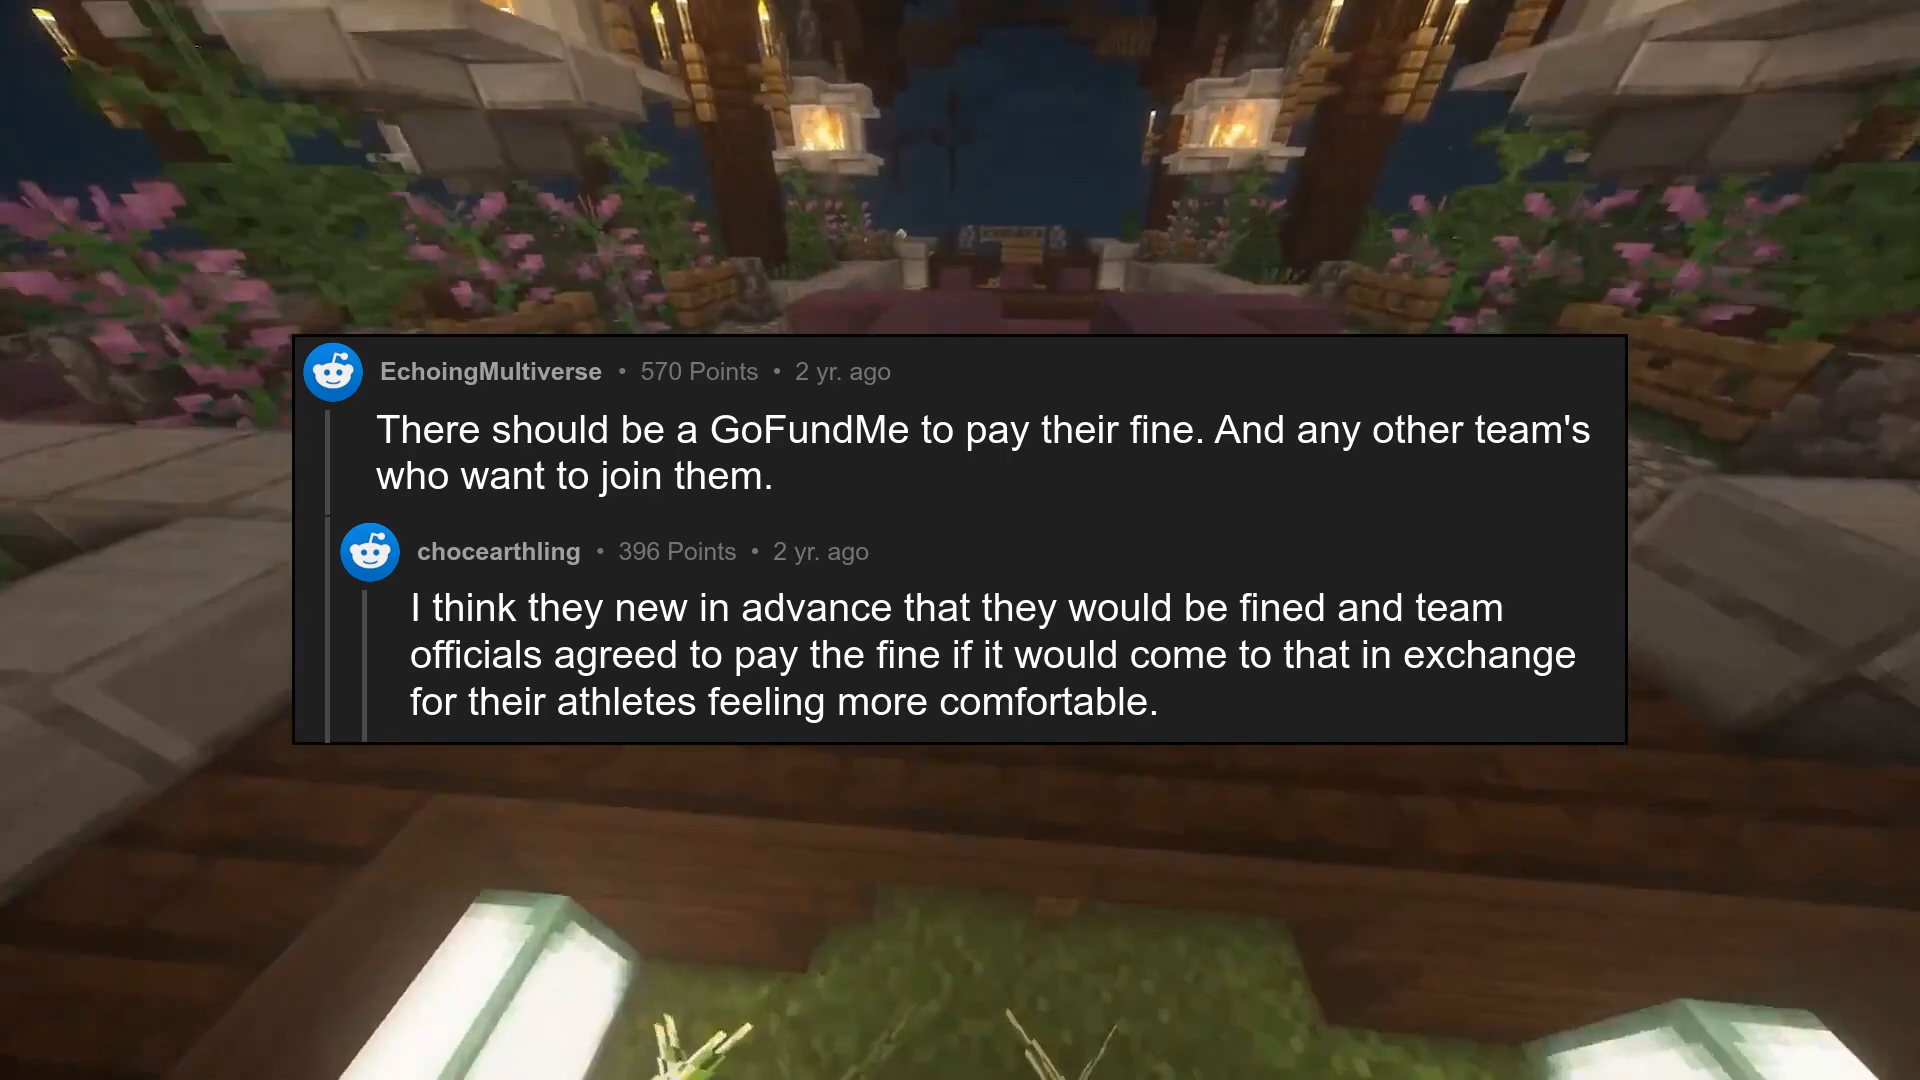 EchoingMultiverse • 570 Points • 2 yr. ago
There should be a GoFundMe to pay their fine. And any other team's
who want to join them.
chocearthling • 396 Points • 2 yr. ago
I think they new in advance that they would be fined and team
officials agreed to pay the fine if it would come to that in exchange
for their athletes feeling more comfortable.